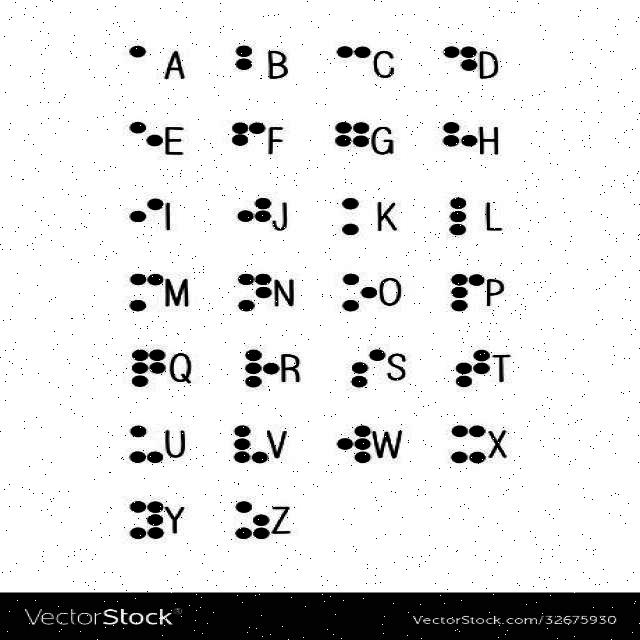 A B C D
E F G H
I J K L
M N O P
Q R S T
U V W X
Y Z
VectorStock® VectorStock.com/32675930